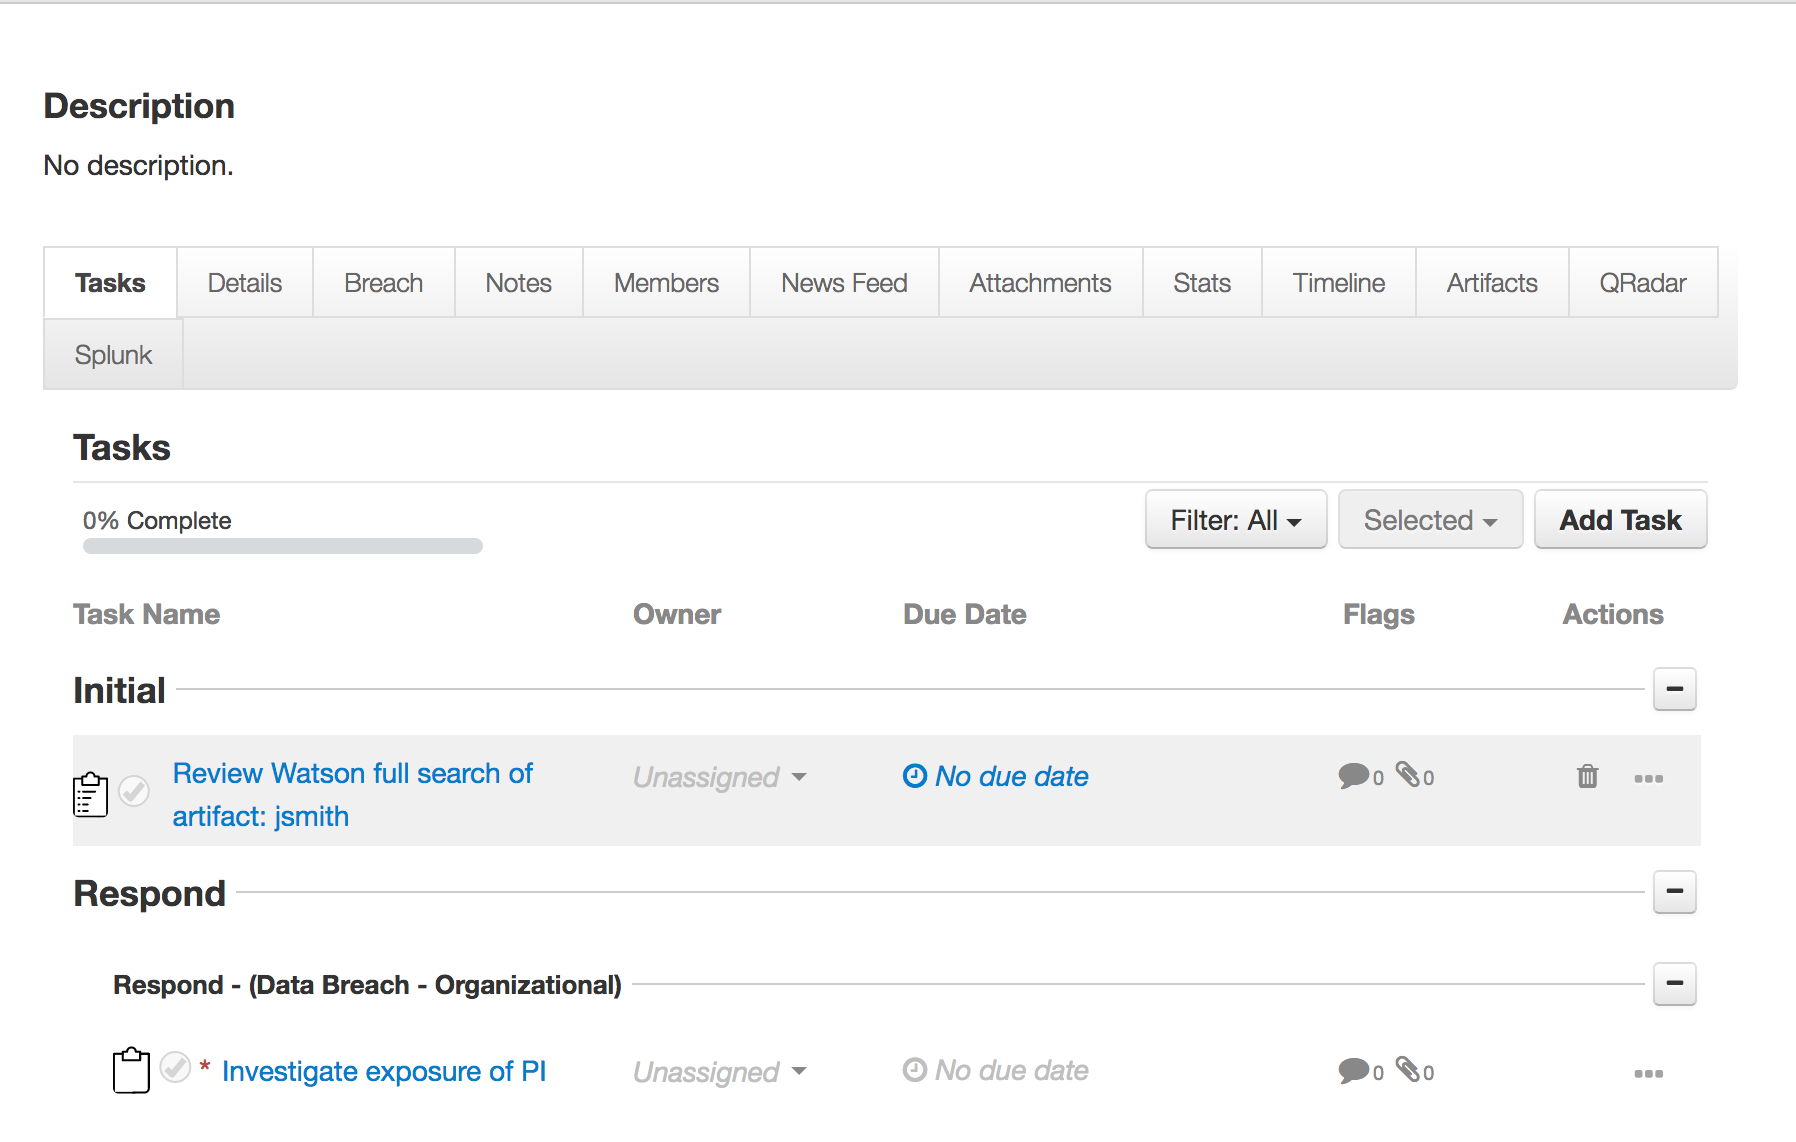 Description
No description.
Tasks Details Breach Notes Members News Feed Attachments Stats Timeline Artifacts QRadar
Splunk
Tasks
0% Complete Filter: All Selected Add Task
Task Name Owner Due Date Flags Actions
Initial
Review Watson full search of
artifact: jsmith Unassigned No due date 0 0
Respond
Respond - (Data Breach - Organizational)
* Investigate exposure of PI Unassigned No due date 0 0